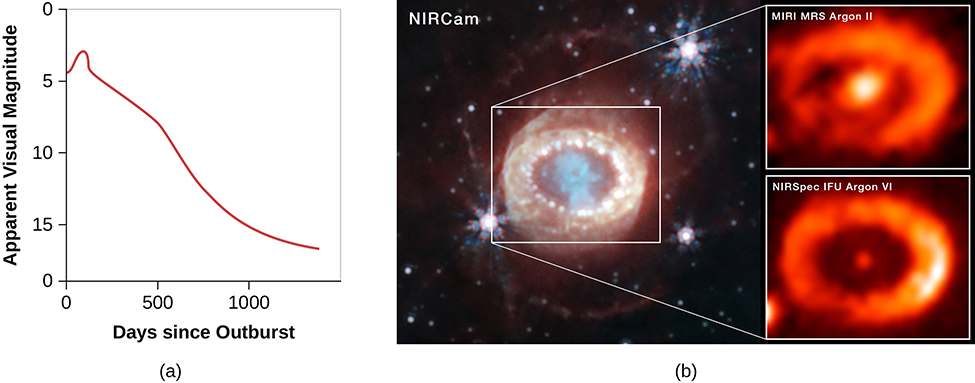 0
5
10
15
0
Apparent Visual Magnitude
0
500
1000
Days since Outburst
(a)
NIRCam
MIRI MRS Argon II
NIRSpec IFU Argon VI
(b)